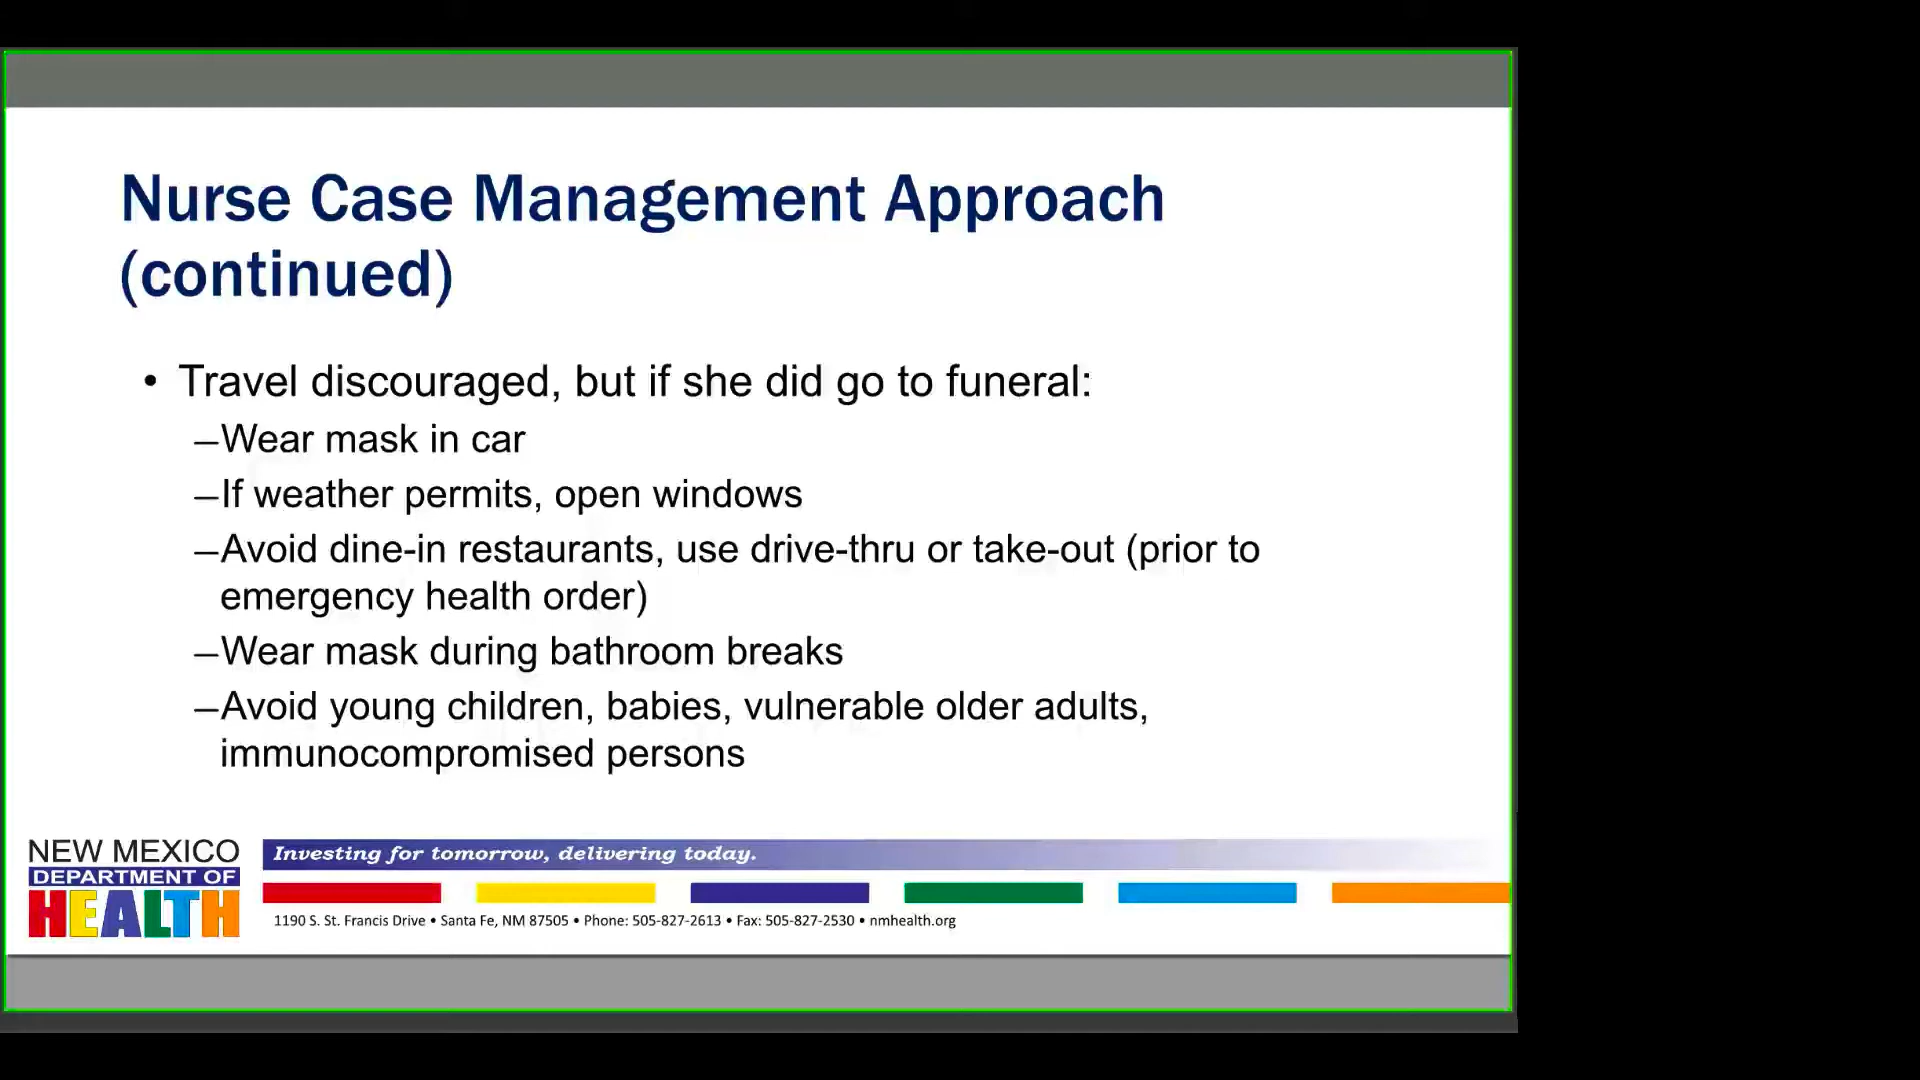 Nurse Case Management Approach
(continued)
• Travel discouraged, but if she did go to funeral:
–Wear mask in car
–If weather permits, open windows
–Avoid dine-in restaurants, use drive-thru or take-out (prior to
emergency health order)
–Wear mask during bathroom breaks
–Avoid young children, babies, vulnerable older adults,
immunocompromised persons
NEW MEXICO
DEPARTMENT OF
HEALTH
Investing for tomorrow, delivering today.
1190 S. St. Francis Drive • Santa Fe, NM 87505 • Phone: 505-827-2613 • Fax: 505-827-2530 • nmhealth.org